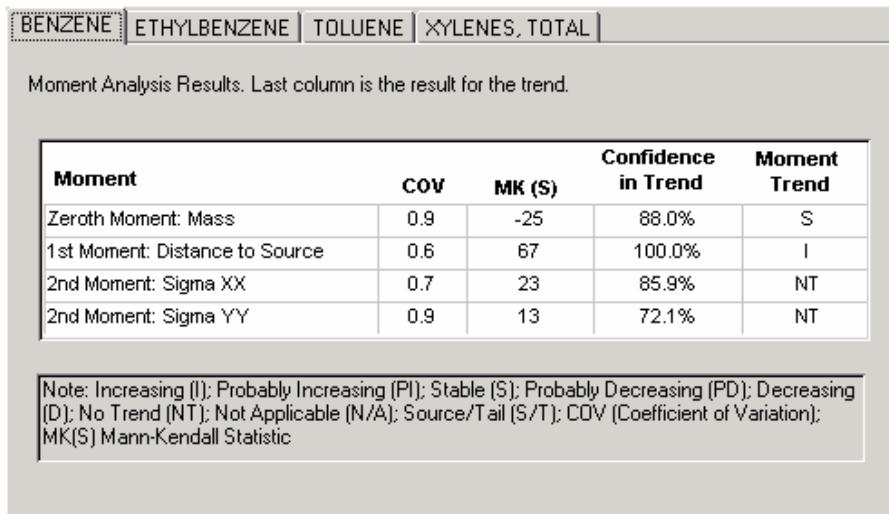 BENZENE ETHYLBENZENE TOLUENE XYLENES, TOTAL
Moment Analysis Results. Last column is the result for the trend.
Moment COV MK (S) Confidence in Trend Moment Trend
Zeroth Moment: Mass 0.9 -25 88.0% S
1st Moment: Distance to Source 0.6 67 100.0% I
2nd Moment: Sigma XX 0.7 23 85.9% NT
2nd Moment: Sigma YY 0.9 13 72.1% NT
Note: Increasing (I); Probably Increasing (PI); Stable (S); Probably Decreasing (PD); Decreasing
(D); No Trend (NT); Not Applicable (N/A); Source/Tail (S/T); COV (Coefficient of Variation);
MK(S) Mann-Kendall Statistic